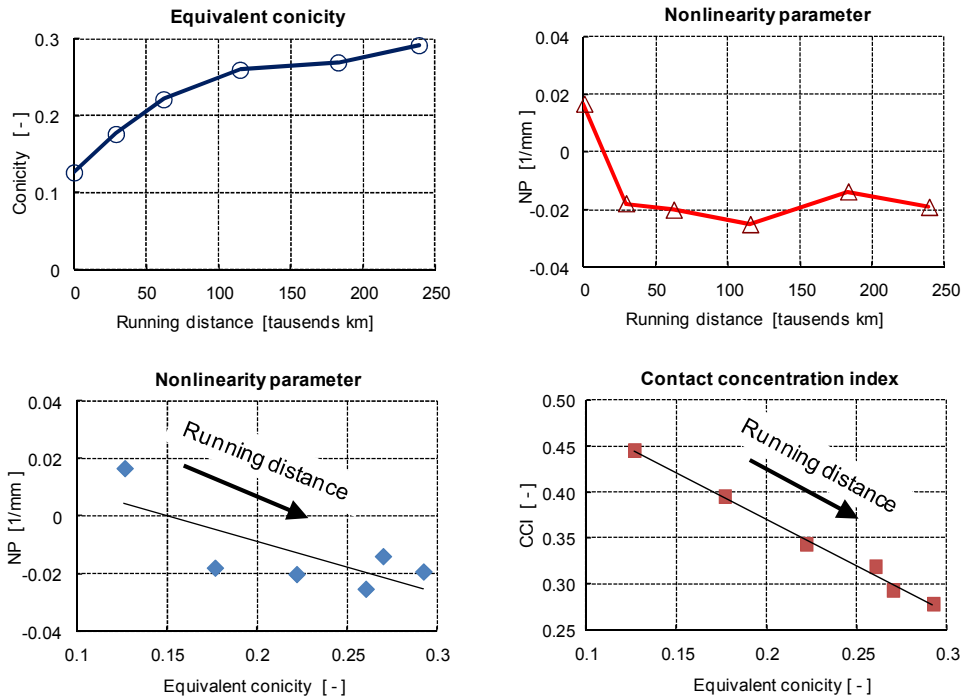 Equivalent conicity
0.3
0.2
0.1
0
Conicity [ - ]
0 50 100 150 200 250
Running distance [tausends km]
Nonlinearity parameter
0.04
0.02
0
-0.02
-0.04
NP [1/mm]
0 50 100 150 200 250
Running distance [tausends km]
Nonlinearity parameter
0.04
0.02
0
-0.02
-0.04
NP [1/mm]
Running distance
0.1 0.15 0.2 0.25 0.3
Equivalent conicity [ - ]
Contact concentration index
0.50
0.45
0.40
0.35
0.30
0.25
CCI [ - ]
Running distance
0.1 0.15 0.2 0.25 0.3
Equivalent conicity [ - ]